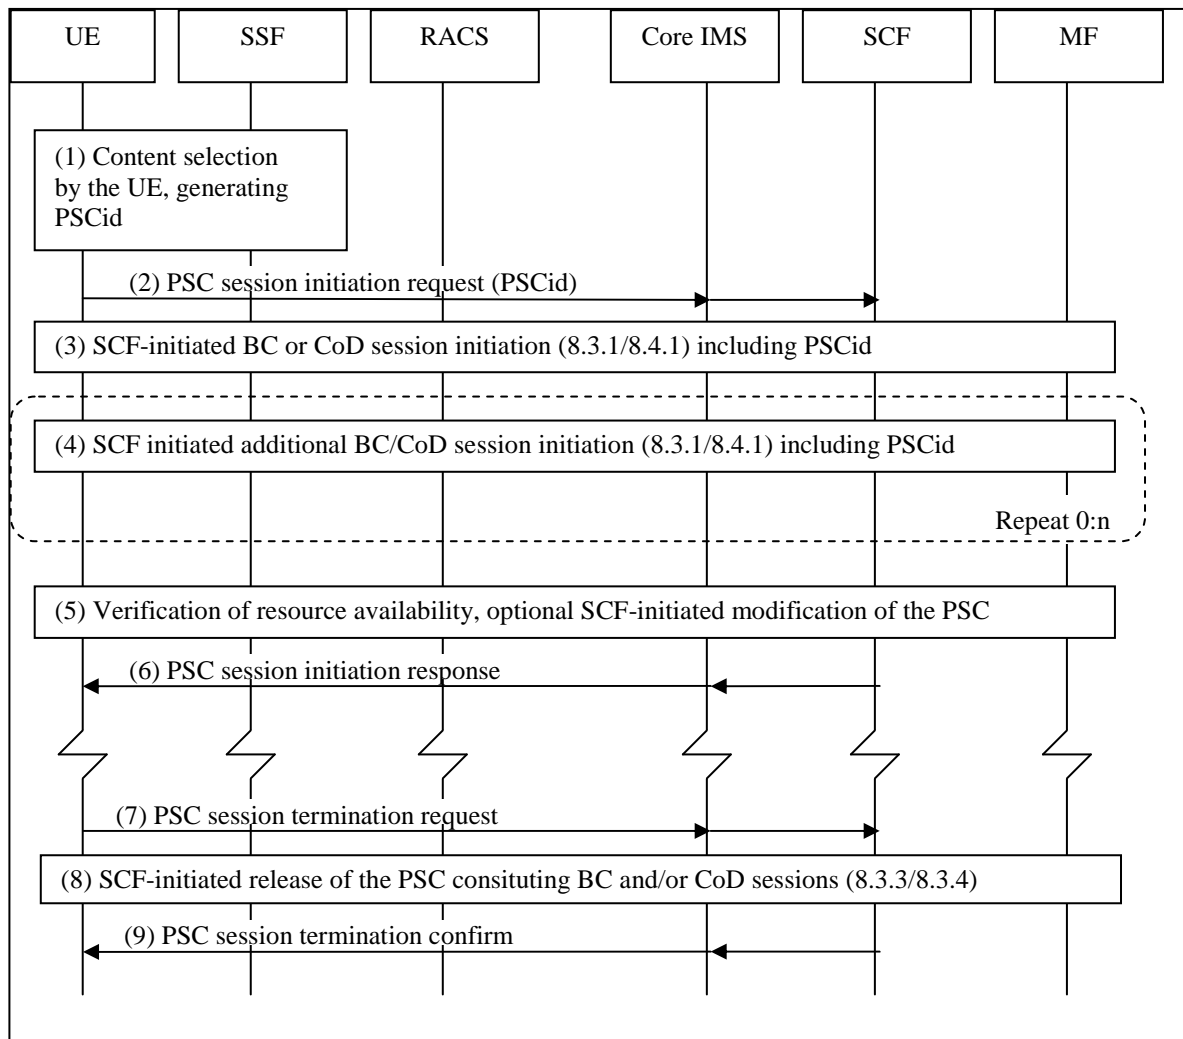 UE SSF RACS Core IMS SCF MF
(1) Content selection
by the UE, generating
PSCid
(2) PSC session initiation request (PSCid)
(3) SCF-initiated BC or CoD session initiation (8.3.1/8.4.1) including PSCid
(4) SCF initiated additional BC/CoD session initiation (8.3.1/8.4.1) including PSCid
Repeat 0:n
(5) Verification of resource availability, optional SCF-initiated modification of the PSC
(6) PSC session initiation response
(7) PSC session termination request
(8) SCF-initiated release of the PSC consituting BC and/or CoD sessions (8.3.3/8.3.4)
(9) PSC session termination confirm